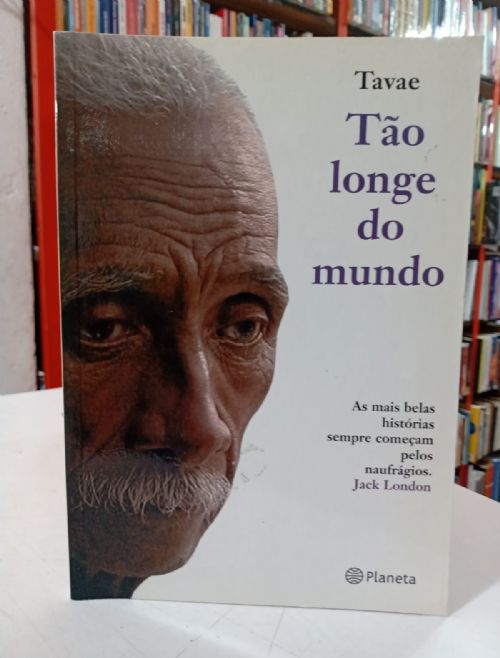 Tavae
Tão
longe
do
mundo
As mais belas
histórias
sempre começam
pelos
naufrágios.
Jack London
Planeta